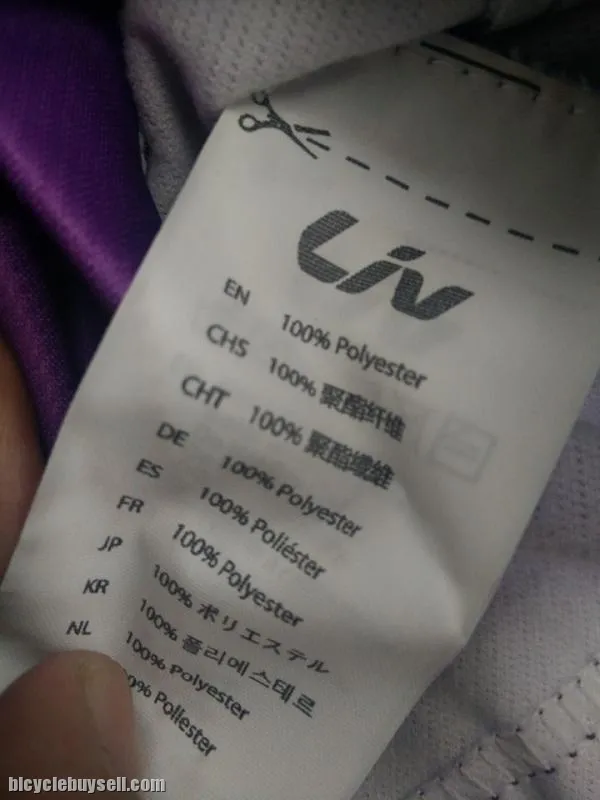 Liv
EN 100% Polyester
CHS 100% 聚酯纤维
CHT 100% 聚酯纖維
DE 100% Polyester
ES 100% Poliéster
FR 100% Polyester
JP 100% ポリエステル
KR 100% 폴리에스테르
NL 100% Polyester
0% Poliester
bicyclebuysell.com